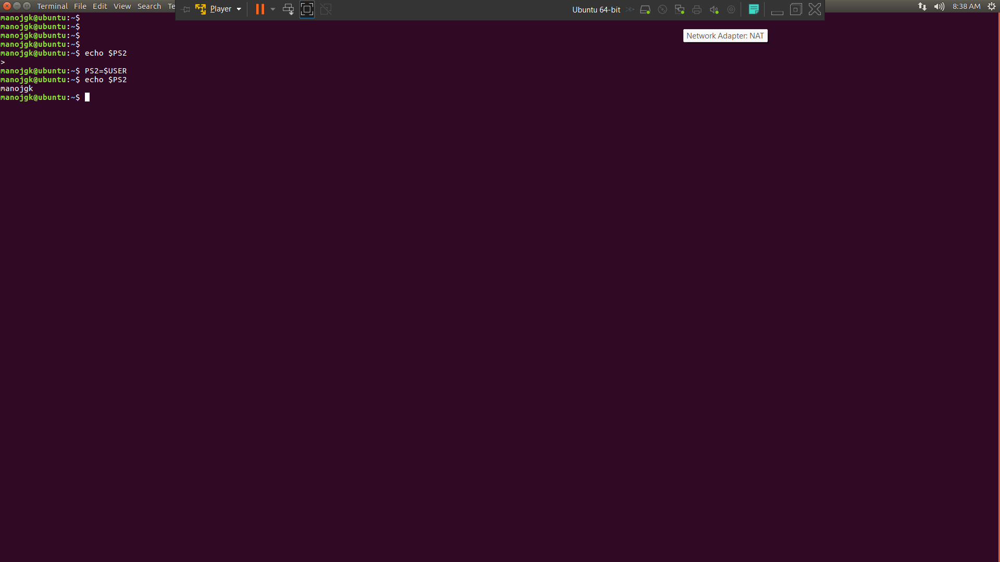 Terminal File Edit View Search Te
Player
Ubuntu 64-bit
8:38 AM
Network Adapter: NAT
manojgk@ubuntu:~$
manojgk@ubuntu:~$
manojgk@ubuntu:~$
manojgk@ubuntu:~$
manojgk@ubuntu:~$ echo $PS2
>
manojgk@ubuntu:~$ PS2=$USER
manojgk@ubuntu:~$ echo $PS2
manojgk
manojgk@ubuntu:~$